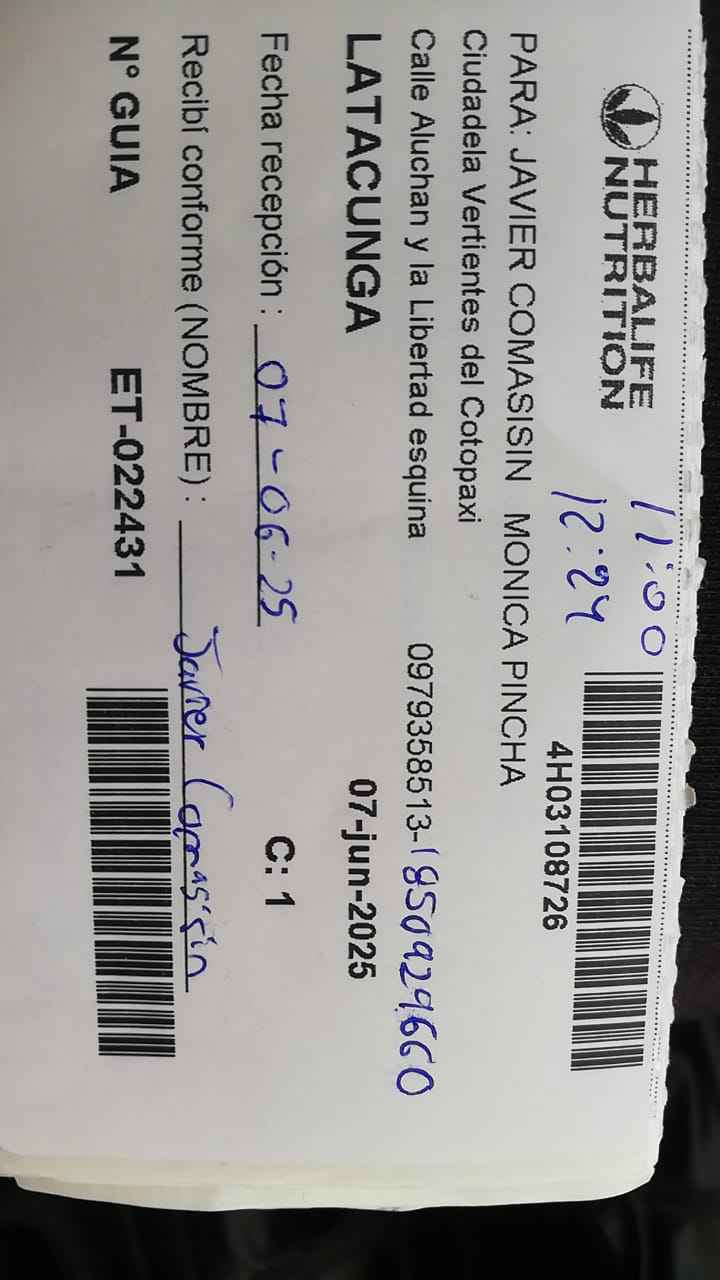 HERBALIFE
NUTRITION
11:00
12:24
4H03108726
PARA: JAVIER COMASISIN MONICA PINCHA
Ciudadela Vertientes del Cotopaxi
Calle Aluchan y la Libertad esquina 0979358513-1850929660
LATACUNGA 07-jun-2025
Fecha recepción : 07-06-25 C: 1
Recibí conforme (NOMBRE) : Javier Comasisin
N° GUIA ET-022431